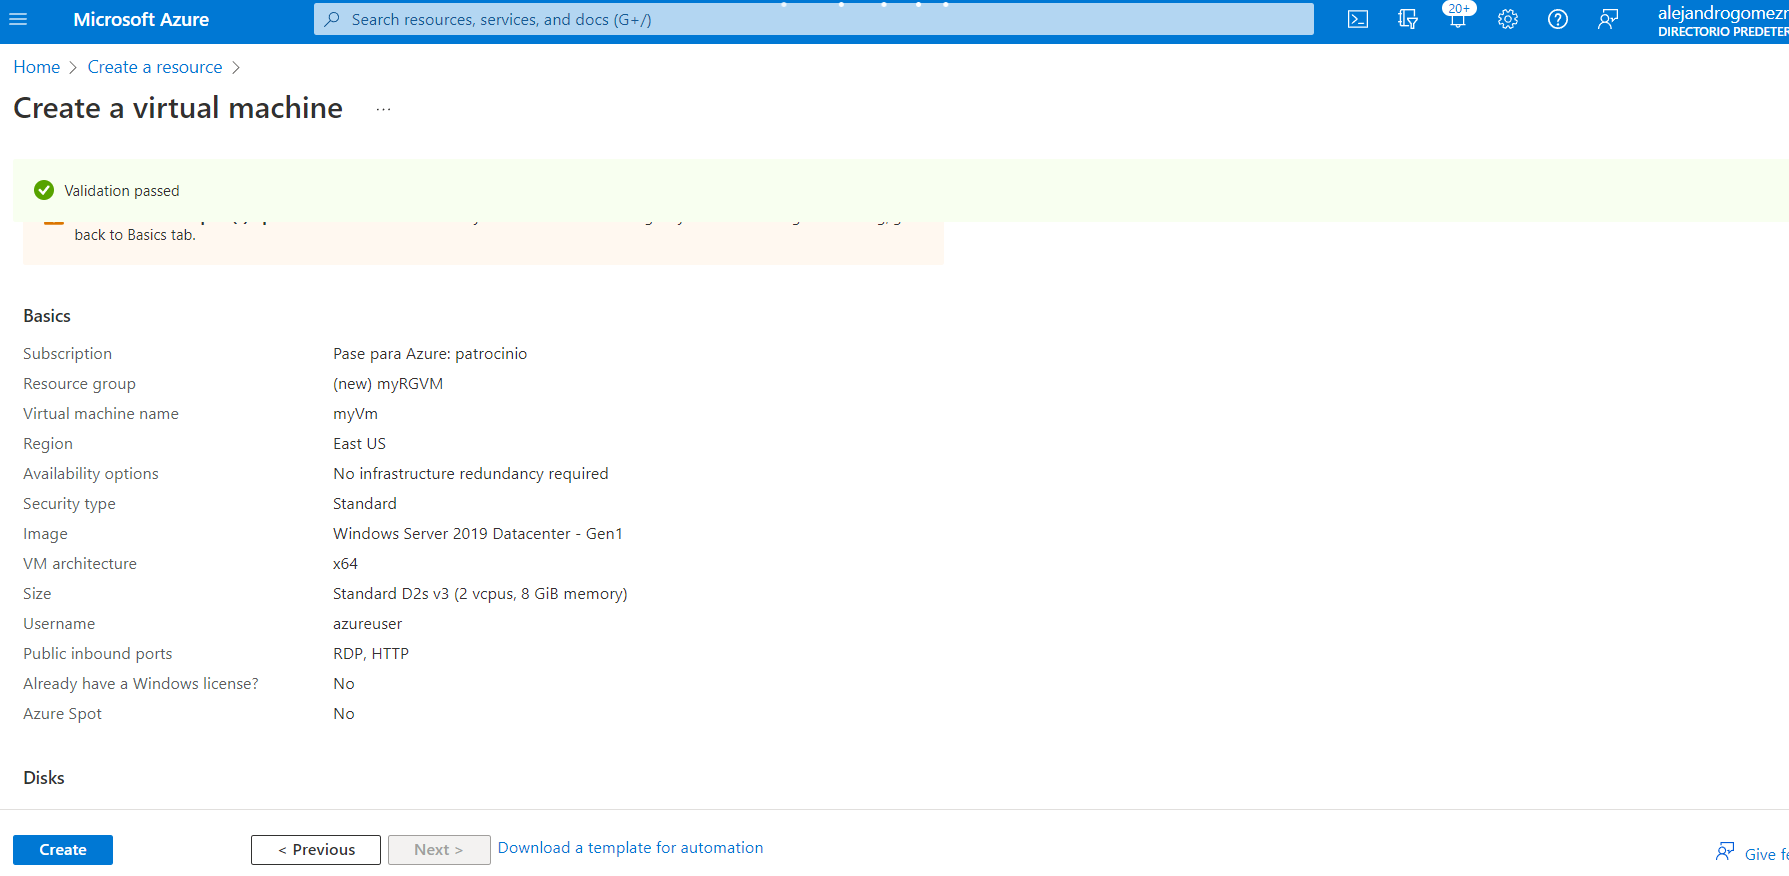 Microsoft Azure
Search resources, services, and docs (G+/)
20+
alejandrogomezr
DIRECTORIO PREDETER
Home > Create a resource >
Create a virtual machine ...
Validation passed
back to Basics tab.
Basics
Subscription Pase para Azure: patrocinio
Resource group (new) myRGVM
Virtual machine name myVm
Region East US
Availability options No infrastructure redundancy required
Security type Standard
Image Windows Server 2019 Datacenter - Gen1
VM architecture x64
Size Standard D2s v3 (2 vcpus, 8 GiB memory)
Username azureuser
Public inbound ports RDP, HTTP
Already have a Windows license? No
Azure Spot No
Disks
Create < Previous Next > Download a template for automation
Give fe